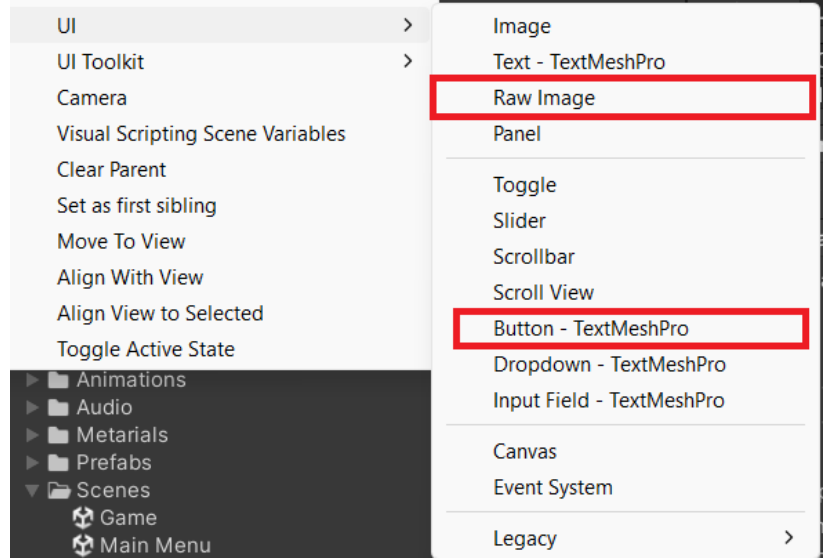 UI
UI Toolkit
Camera
Visual Scripting Scene Variables
Clear Parent
Set as first sibling
Move To View
Align With View
Align View to Selected
Toggle Active State
Animations
Audio
Metarials
Prefabs
Scenes
Game
Main Menu
Image
Text - TextMeshPro
Raw Image
Panel
Toggle
Slider
Scrollbar
Scroll View
Button - TextMeshPro
Dropdown - TextMeshPro
Input Field - TextMeshPro
Canvas
Event System
Legacy